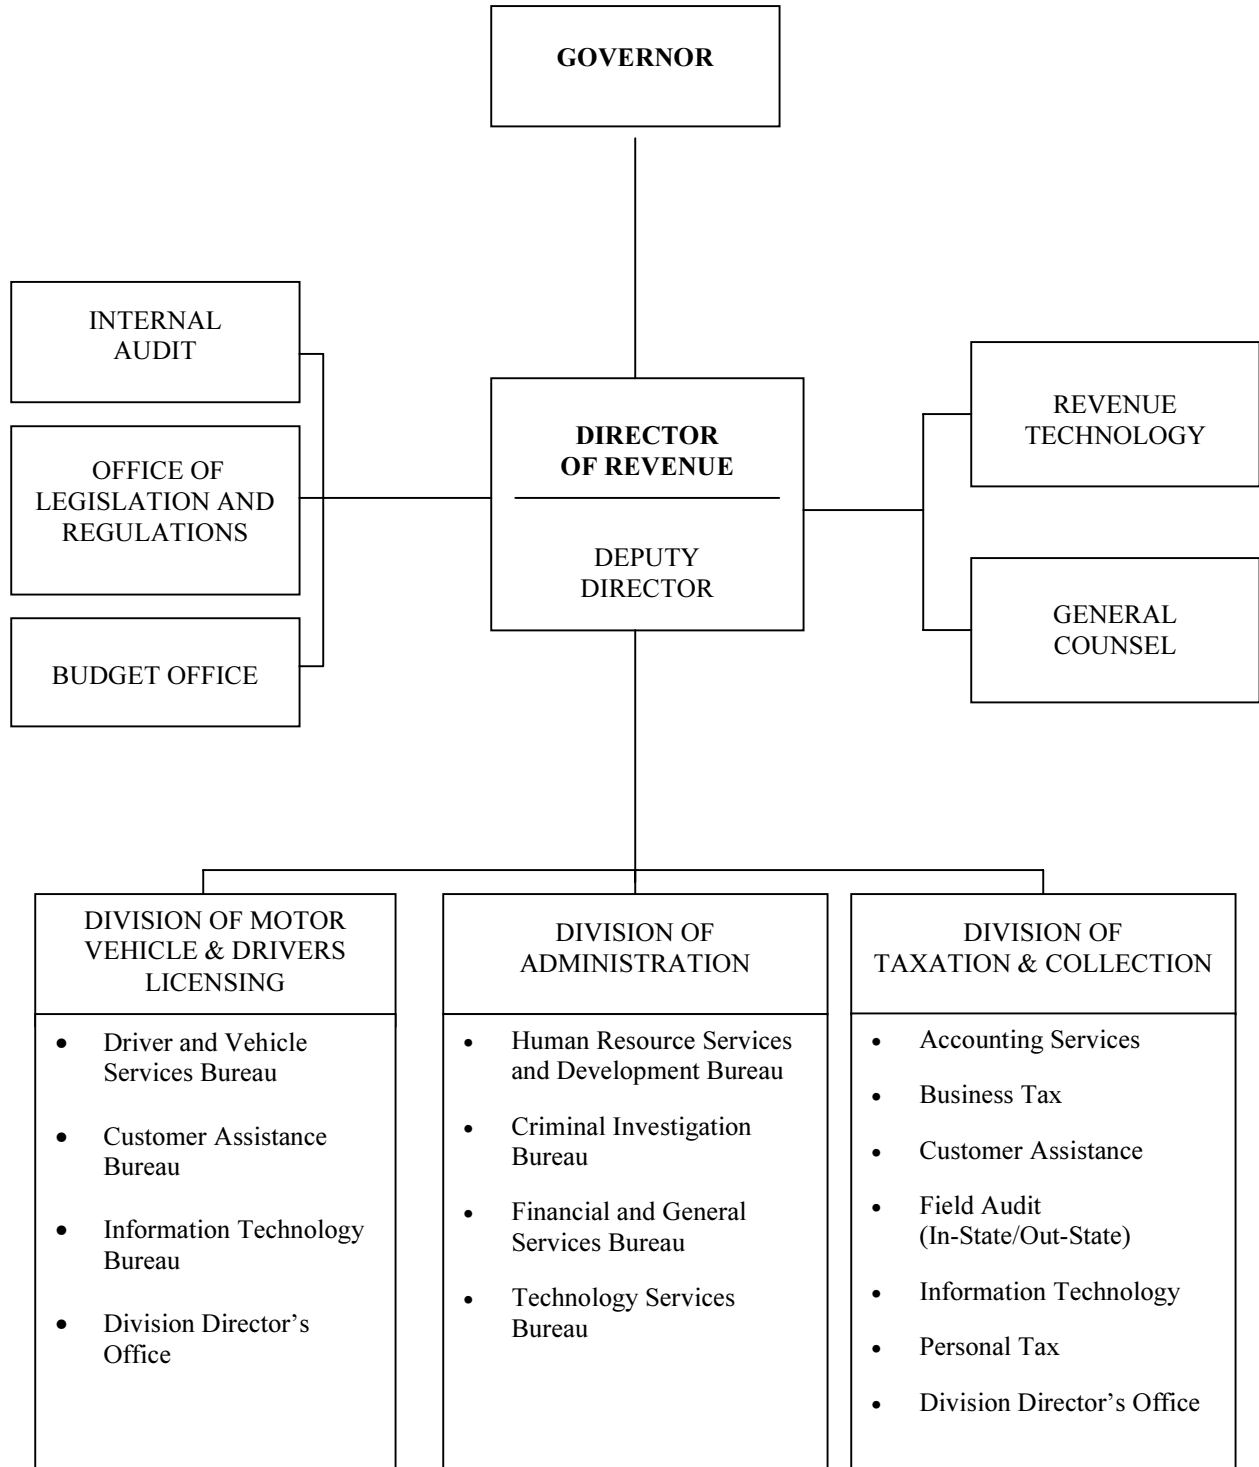 GOVERNOR
INTERNAL
AUDIT
OFFICE OF
LEGISLATION AND
REGULATIONS
BUDGET OFFICE
DIRECTOR
OF REVENUE
DEPUTY
DIRECTOR
REVENUE
TECHNOLOGY
GENERAL
COUNSEL
DIVISION OF MOTOR
VEHICLE & DRIVERS
LICENSING
• Driver and Vehicle
Services Bureau
• Customer Assistance
Bureau
• Information Technology
Bureau
• Division Director’s
Office
DIVISION OF
ADMINISTRATION
• Human Resource Services
and Development Bureau
• Criminal Investigation
Bureau
• Financial and General
Services Bureau
• Technology Services
Bureau
DIVISION OF
TAXATION & COLLECTION
• Accounting Services
• Business Tax
• Customer Assistance
• Field Audit
(In-State/Out-State)
• Information Technology
• Personal Tax
• Division Director’s Office